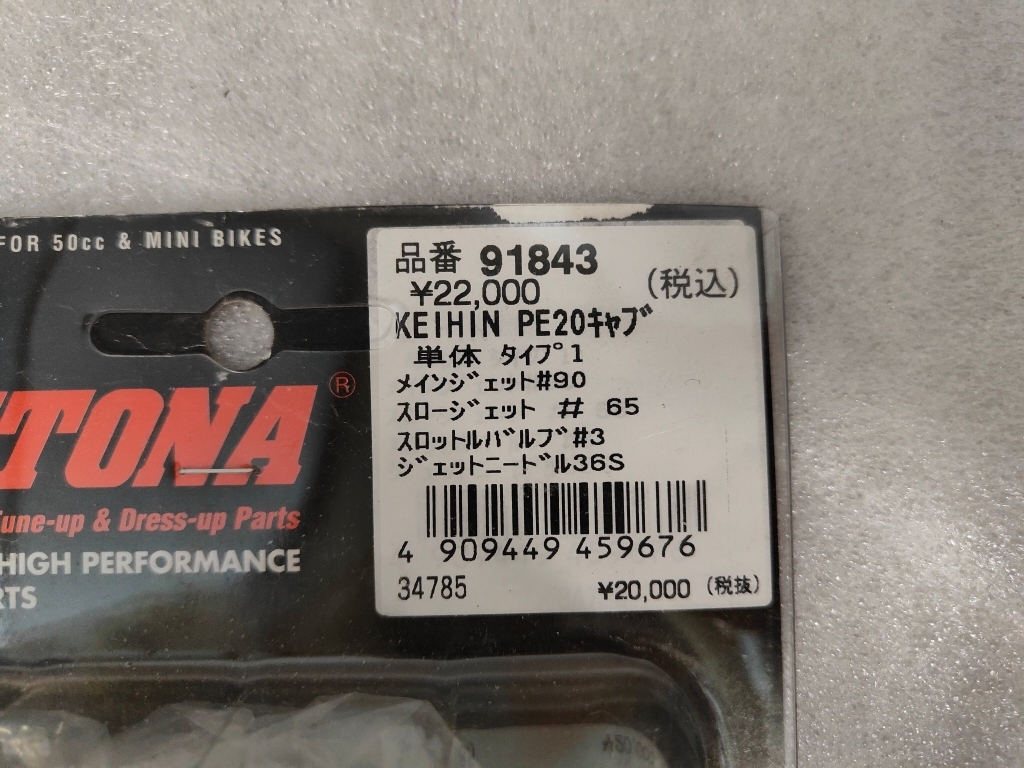 FOR 50cc & MINI BIKES
TONA®
Tune-up & Dress-up Parts
HIGH PERFORMANCE
RTS
品番 91843
¥22,000 (税込)
KEIHIN PE20ｷｬﾌﾞ
単体 ﾀｲﾌﾟ1
ﾒｲﾝｼﾞｪｯﾄ#90
ｽﾛｰｼﾞｪｯﾄ # 65
ｽﾛｯﾄﾙﾊﾞﾙﾌﾞ#3
ｼﾞｪｯﾄﾆｰﾄﾞﾙ36S
4 909449 459676
34785 ¥20,000 (税抜)